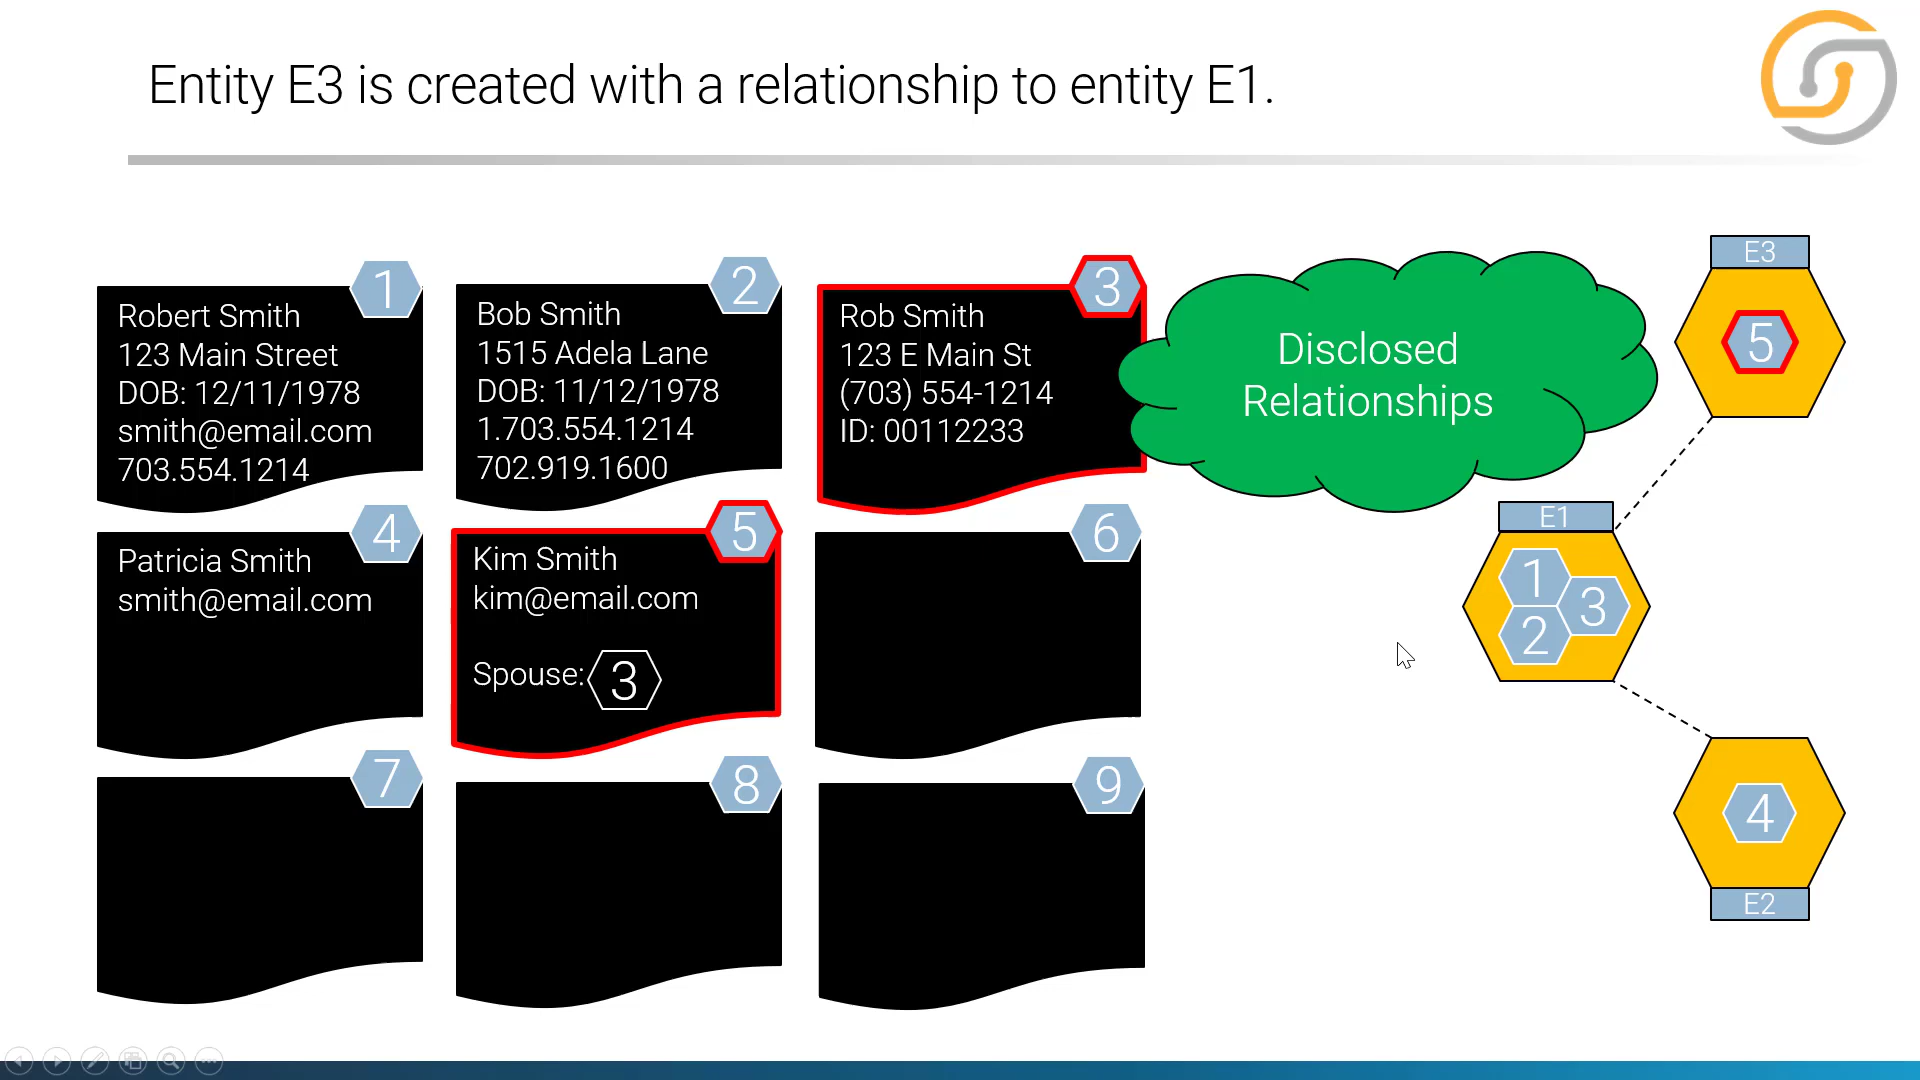 Entity E3 is created with a relationship to entity E1.
1
Robert Smith
123 Main Street
DOB: 12/11/1978
smith@email.com
703.554.1214
2
Bob Smith
1515 Adela Lane
DOB: 11/12/1978
1.703.554.1214
702.919.1600
3
Rob Smith
123 E Main St
(703) 554-1214
ID: 00112233
Disclosed
Relationships
4
Patricia Smith
smith@email.com
5
Kim Smith
kim@email.com
Spouse: 3
6
7
8
9
E3
5
E1
1
3
2
4
E2